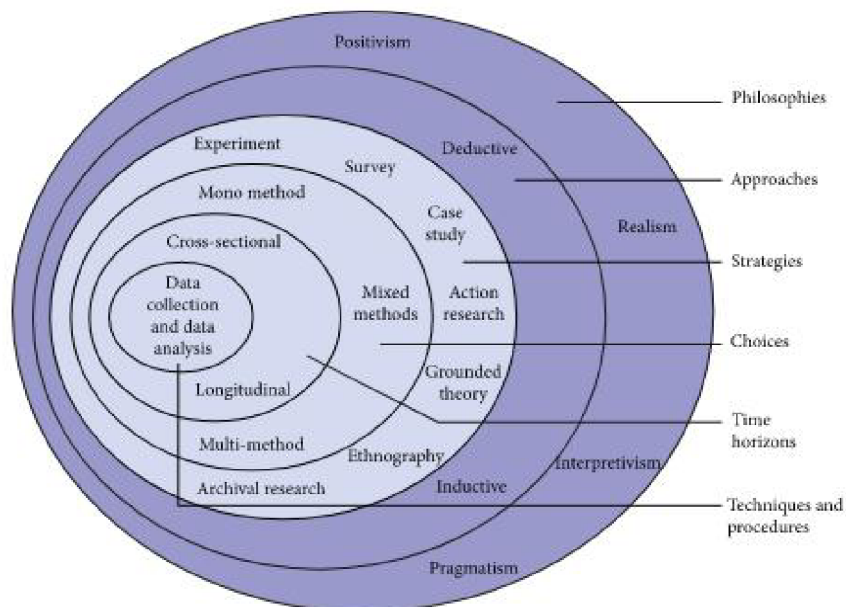 Positivism
Philosophies
Experiment
Deductive
Survey
Approaches
Mono method
Case
study
Realism
Cross-sectional
Strategies
Data
collection
and data
analysis
Mixed
methods
Action
research
Choices
Grounded
theory
Longitudinal
Time
horizons
Multi-method
Ethnography
Interpretivism
Archival research
Inductive
Techniques and
procedures
Pragmatism